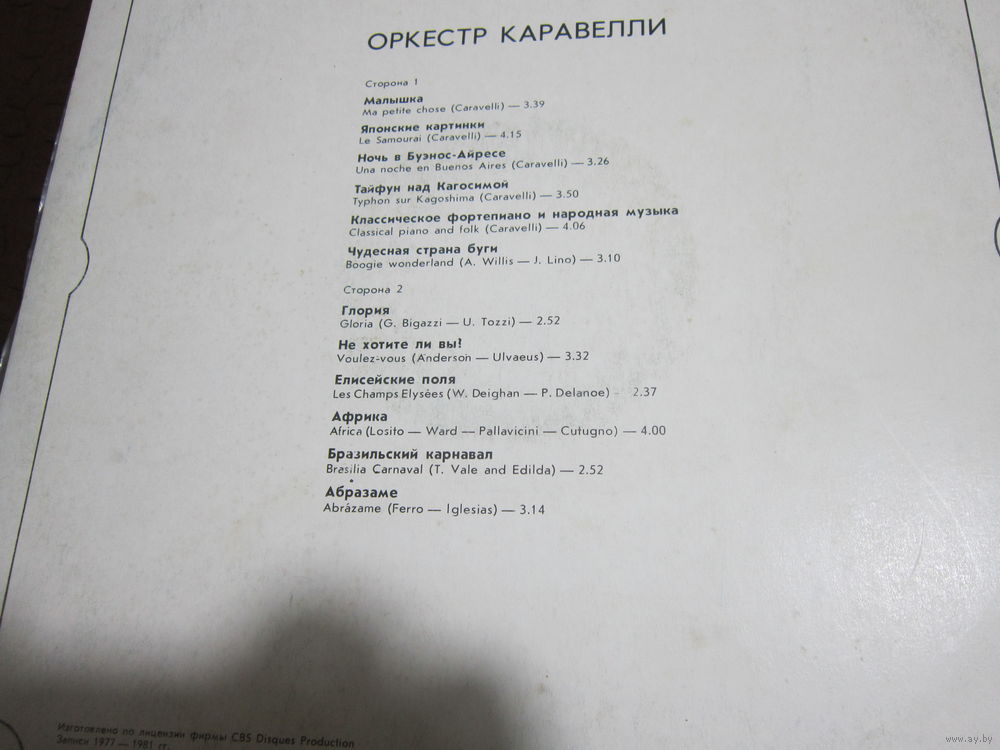 ОРКЕСТР КАРАВЕЛЛИ
Сторона 1
Малышка
Ma petite chose (Caravelli) — 3.39
Японские картинки
Le Samourai (Caravelli) — 4.15
Ночь в Буэнос-Айресе
Una noche en Buenos Aires (Caravelli) — 3.26
Тайфун над Кагосимой
Typhon sur Kagoshima (Caravelli) — 3.50
Классическое фортепиано и народная музыка
Classical piano and folk (Caravelli) — 4.06
Чудесная страна буги
Boogie wonderland (A. Willis — J. Lino) — 3.10
Сторона 2
Глория
Gloria (G. Bigazzi — U. Tozzi) — 2.52
Не хотите ли вы?
Voulez-vous (Anderson — Ulvaeus) — 3.32
Елисейские поля
Les Champs Elysées (W. Deighan — P. Delanoe) - 2.37
Африка
Africa (Losito — Ward — Pallavicini — Cutugno) — 4.00
Бразильский карнавал
Brasilia Carnaval (T. Vale and Edilda) — 2.52
Абразаме
Abrázame (Ferro — Iglesias) — 3.14
Изготовлено по лицензии фирмы CBS Disques Production
Записи 1977 — 1981 гг.
www.ay.by